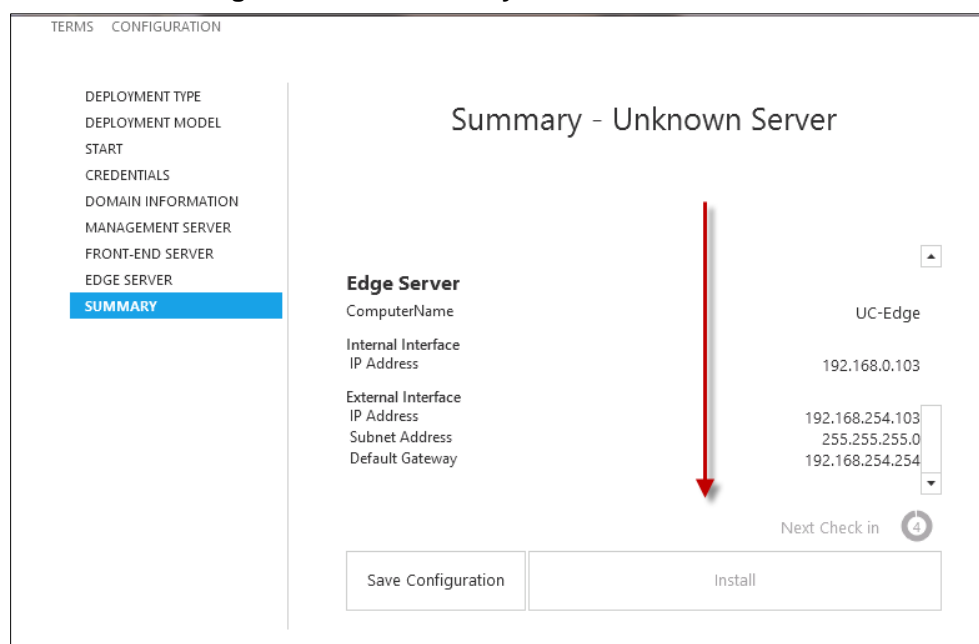 TERMS CONFIGURATION
DEPLOYMENT TYPE
DEPLOYMENT MODEL
START
CREDENTIALS
DOMAIN INFORMATION
MANAGEMENT SERVER
FRONT-END SERVER
EDGE SERVER
SUMMARY
Summary - Unknown Server
Edge Server
ComputerName UC-Edge
Internal Interface
IP Address 192.168.0.103
External Interface
IP Address 192.168.254.103
Subnet Address 255.255.255.0
Default Gateway 192.168.254.254
Next Check in 4
Save Configuration Install